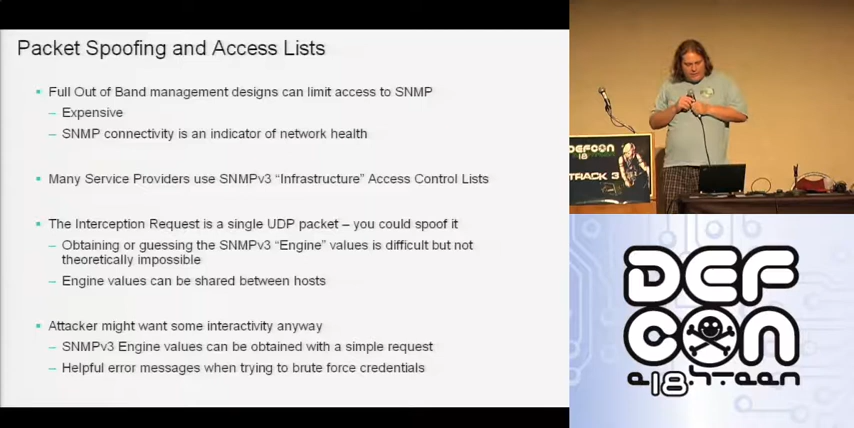 Packet Spoofing and Access Lists
Full Out of Band management designs can limit access to SNMP
– Expensive
– SNMP connectivity is an indicator of network health
Many Service Providers use SNMPv3 “Infrastructure” Access Control Lists
The Interception Request is a single UDP packet – you could spoof it
– Obtaining or guessing the SNMPv3 “Engine” values is difficult but not
theoretically impossible
– Engine values can be shared between hosts
Attacker might want some interactivity anyway
– SNMPv3 Engine values can be obtained with a simple request
– Helpful error messages when trying to brute force credentials
DEFCON
18
TRACK 3
DEF
CON
e18h-teen